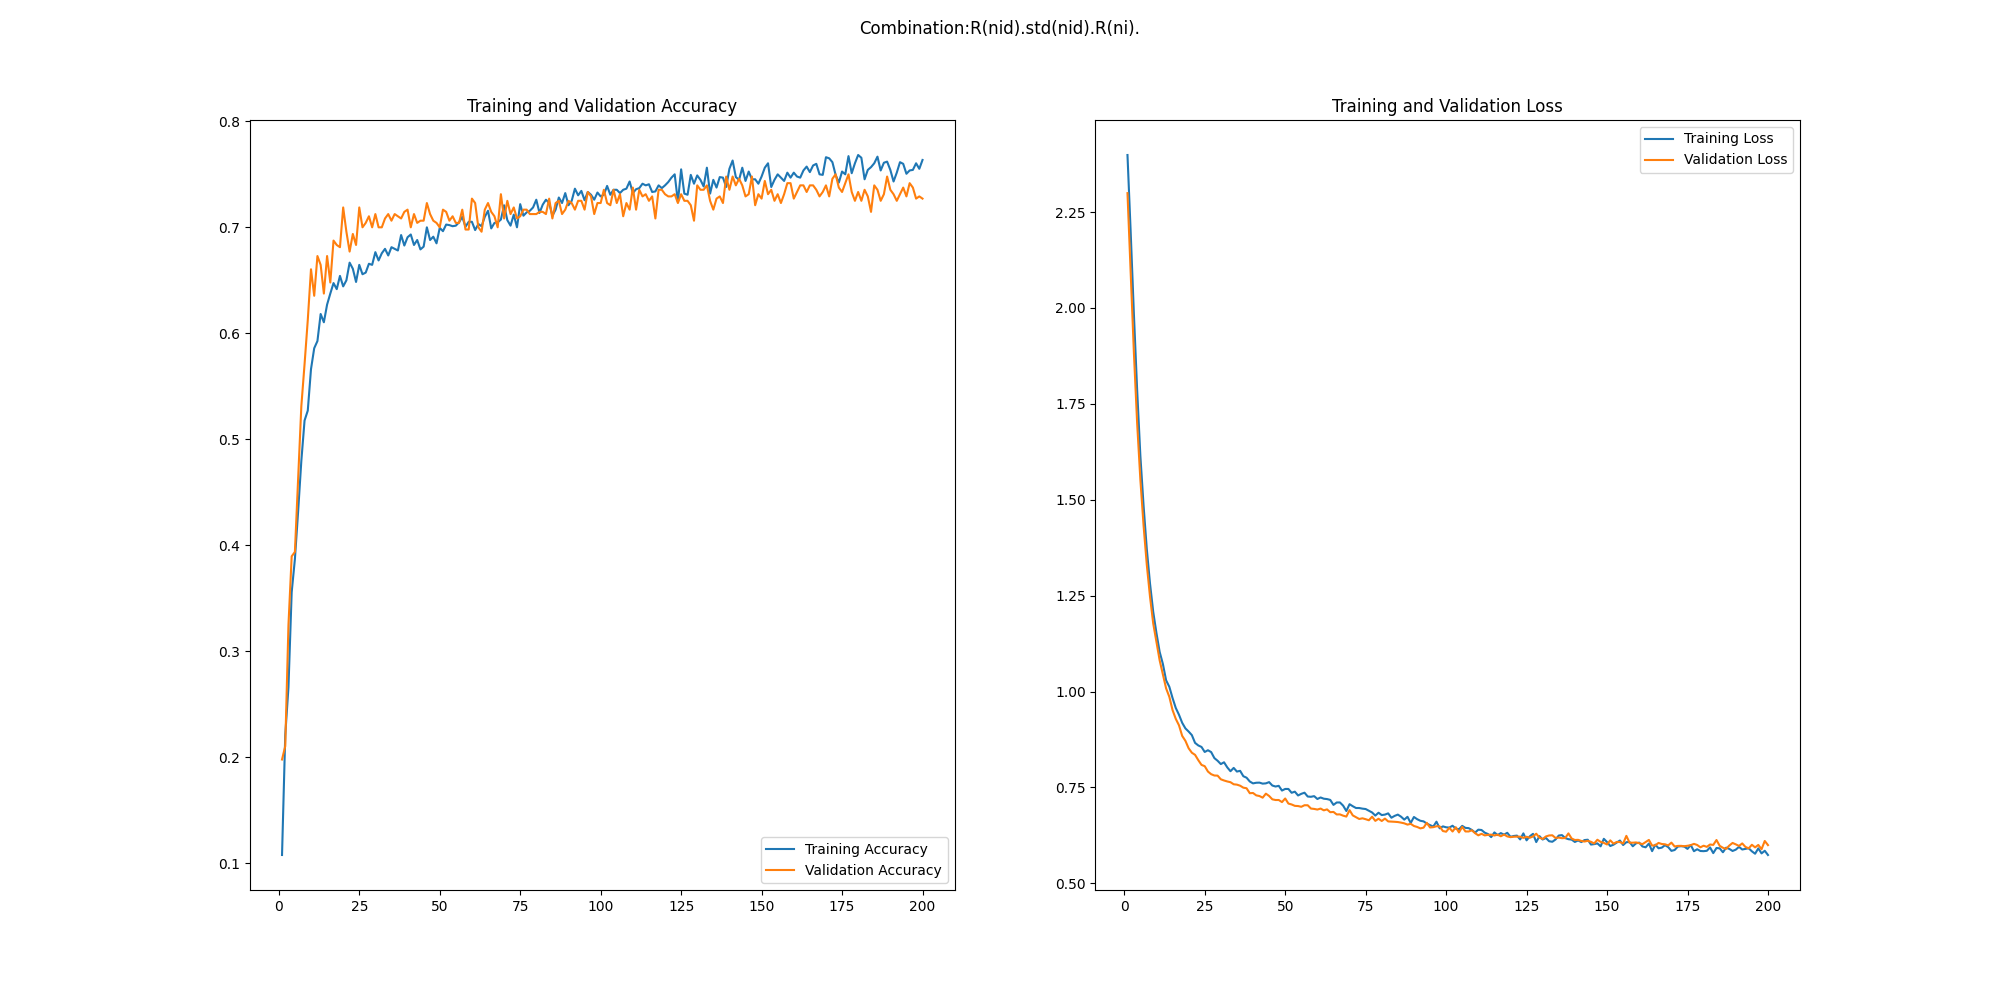 Combination:R(nid).std(nid).R(ni).
Training and Validation Accuracy
0.8
0.7
0.6
0.5
0.4
0.3
0.2
0.1
0 25 50 75 100 125 150 175 200
Training Accuracy
Validation Accuracy
Training and Validation Loss
2.25
2.00
1.75
1.50
1.25
1.00
0.75
0.50
0 25 50 75 100 125 150 175 200
Training Loss
Validation Loss